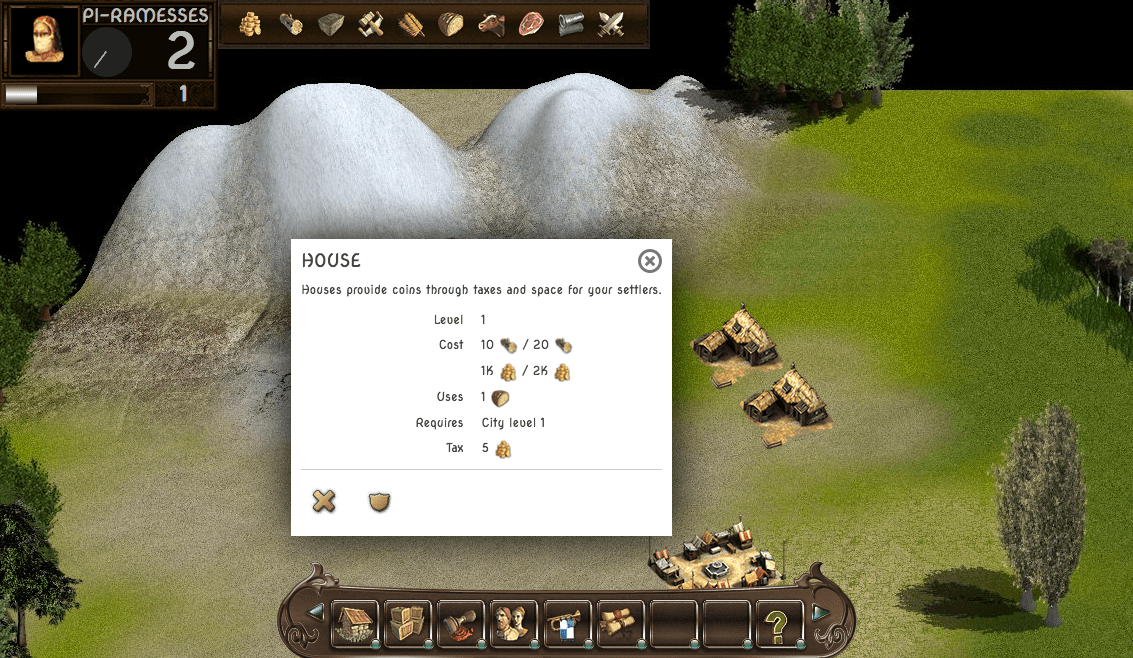 PI-RAMESSES
2
1
HOUSE
Houses provide coins through taxes and space for your settlers.
Level 1
Cost 10 / 20
1K / 2K
Uses 1
Requires City level 1
Tax 5
?